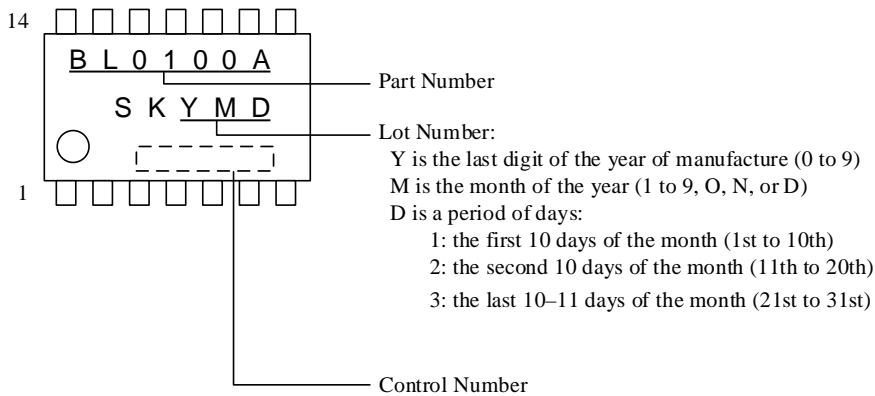 14
BL0100A
Part Number
SKYMD
Lot Number:
Y is the last digit of the year of manufacture (0 to 9)
M is the month of the year (1 to 9, O, N, or D)
D is a period of days:
1
1: the first 10 days of the month (1st to 10th)
2: the second 10 days of the month (11th to 20th)
3: the last 10–11 days of the month (21st to 31st)
Control Number